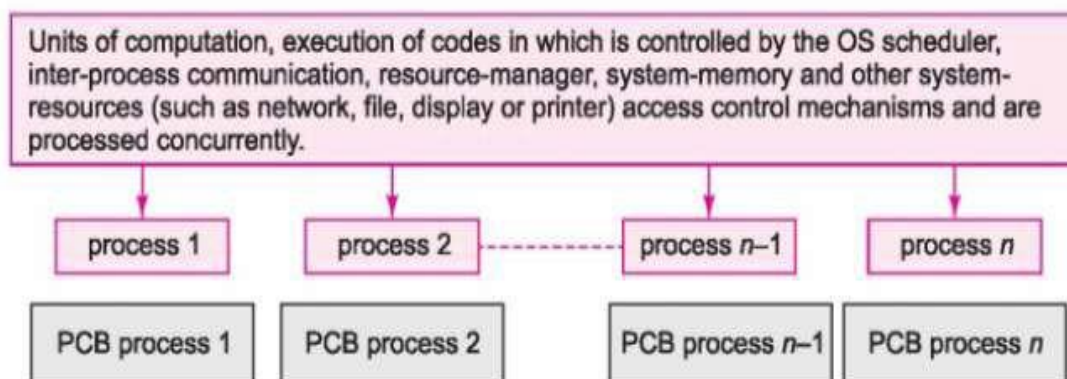 Units of computation, execution of codes in which is controlled by the OS scheduler,
inter-process communication, resource-manager, system-memory and other system-
resources (such as network, file, display or printer) access control mechanisms and are
processed concurrently.
process 1
process 2
process n–1
process n
PCB process 1
PCB process 2
PCB process n–1
PCB process n